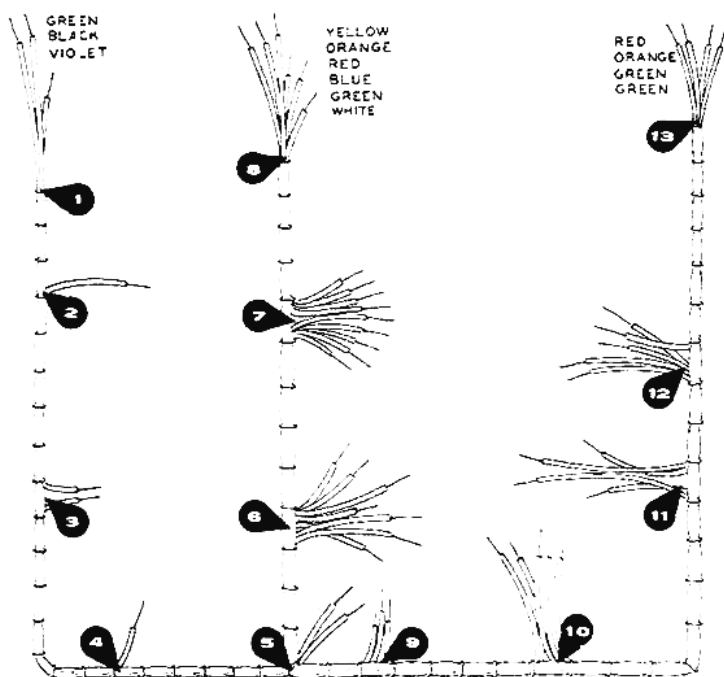 GREEN
BLACK
VIOLET
YELLOW
ORANGE
RED
BLUE
GREEN
WHITE
RED
ORANGE
GREEN
GREEN
13
8
1
2
7
12
3
6
11
4
5
9
10